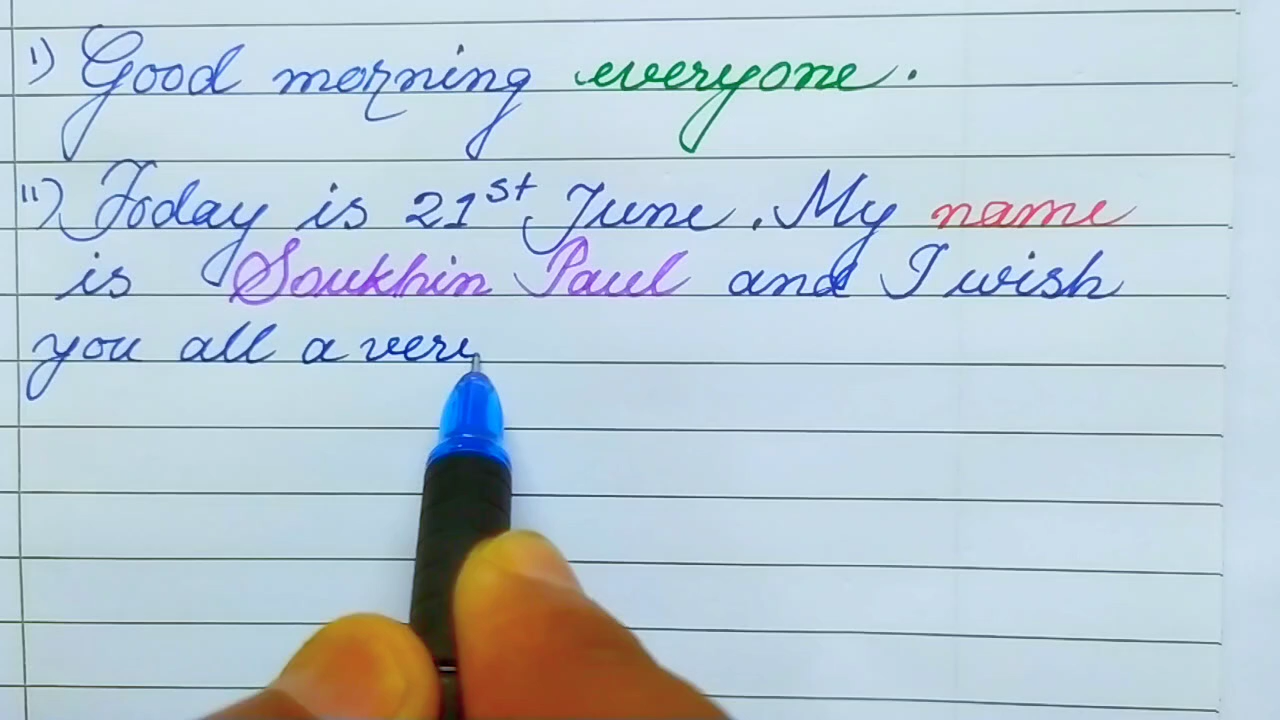 i) Good morning everyone.
ii) Today is 21st June. My name
is Soukhin Paul and I wish
you all a very